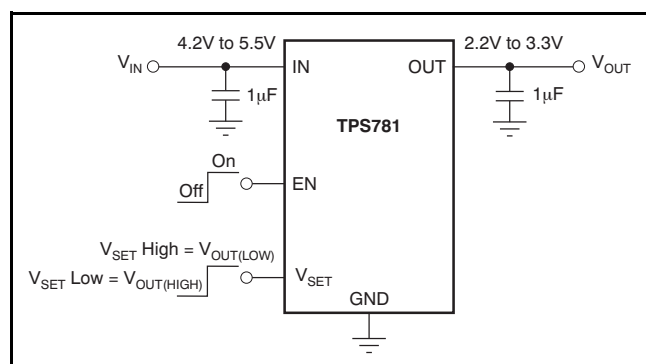 4.2V to 5.5V
2.2V to 3.3V
VIN
IN
OUT
VOUT
1μF
1μF
TPS781
On
Off
EN
VSET High = VOUT(LOW)
VSET Low = VOUT(HIGH)
VSET
GND